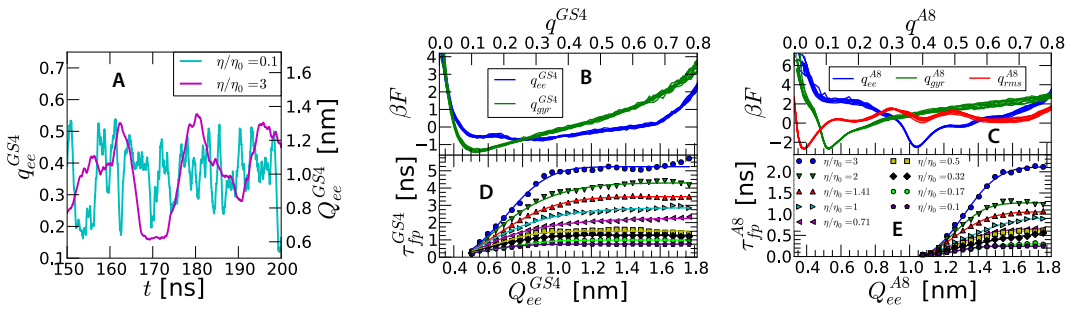 A
η/η₀ =0.1
η/η₀ =3
0.7
0.6
0.5
0.4
0.3
0.2
0.1
q_ee^GS4
1.6
1.4
1.2
1.0
0.8
0.6
Q_ee^GS4 [nm]
150 160 170 180 190 200
t [ns]
q^GS4
0.0 0.1 0.2 0.3 0.4 0.5 0.6 0.7 0.8
B
q_ee^GS4
q_gyr^GS4
βF
4
3
2
1
0
−1
D
τ_fp^GS4 [ns]
5
4
3
2
1
0
0.4 0.6 0.8 1.0 1.2 1.4 1.6 1.8
Q_ee^GS4 [nm]
q^A8
0.0 0.1 0.2 0.3 0.4 0.5 0.6 0.7 0.8
q_ee^A8 q_gyr^A8 q_rms^A8
C
βF
6
4
2
0
−2
η/η₀ =3
η/η₀ =2
η/η₀ =1.41
η/η₀ =1
η/η₀ =0.71
η/η₀ =0.5
η/η₀ =0.32
η/η₀ =0.17
η/η₀ =0.1
E
τ_fp^A8 [ns]
2.0
1.5
1.0
0.5
0.0
0.4 0.6 0.8 1.0 1.2 1.4 1.6 1.8
Q_ee^A8 [nm]